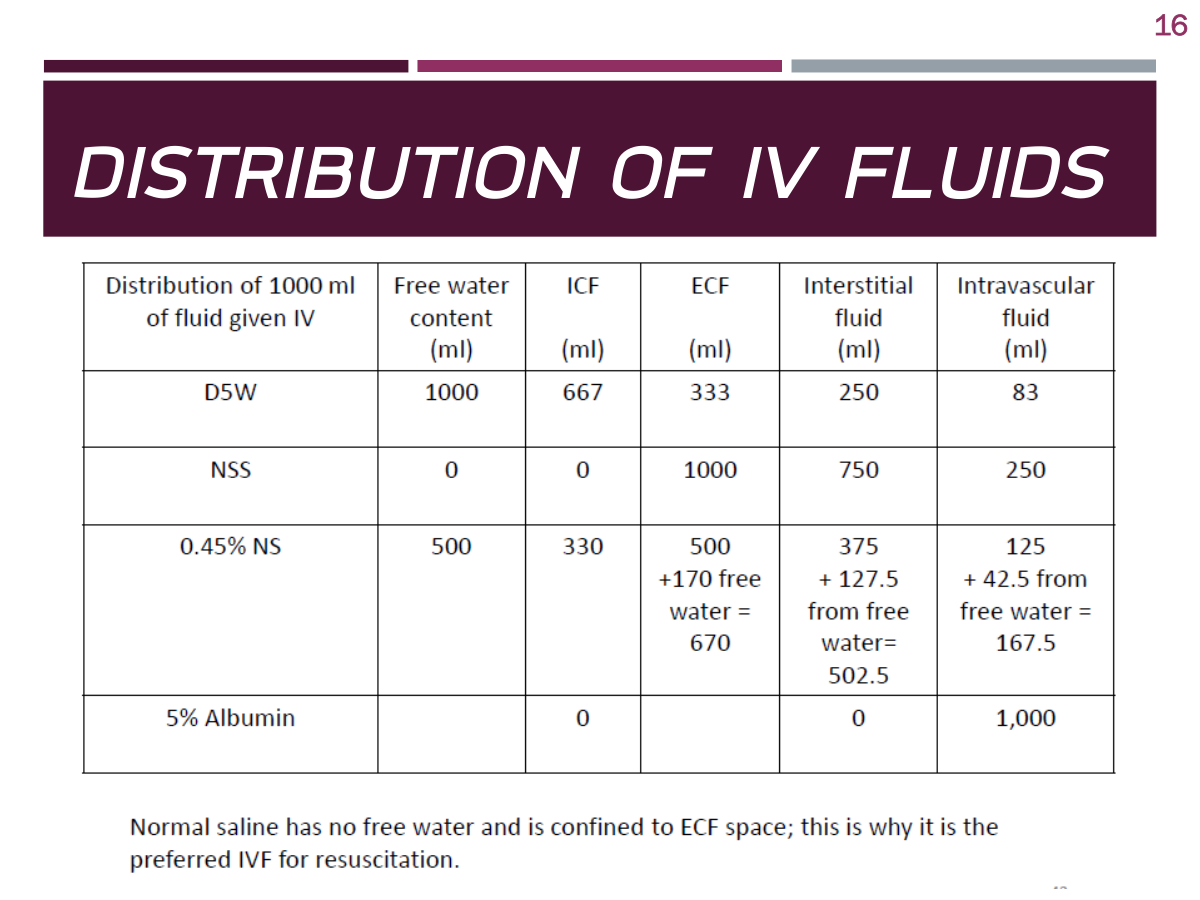 16
DISTRIBUTION OF IV FLUIDS
Distribution of 1000 ml of fluid given IV	Free water content (ml)	ICF (ml)	ECF (ml)	Interstitial fluid (ml)	Intravascular fluid (ml)
D5W	1000	667	333	250	83
NSS	0	0	1000	750	250
0.45% NS	500	330	500 +170 free water = 670	375 + 127.5 from free water= 502.5	125 + 42.5 from free water = 167.5
5% Albumin		0		0	1,000
Normal saline has no free water and is confined to ECF space; this is why it is the
preferred IVF for resuscitation.